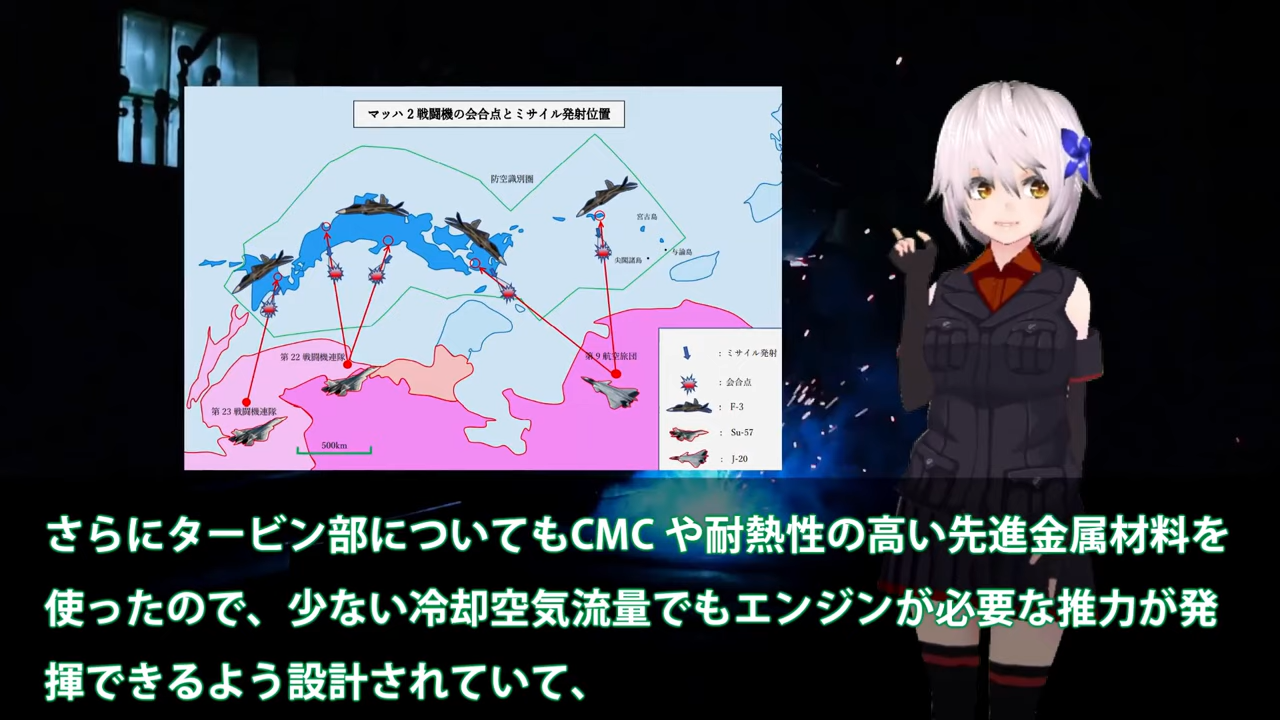 マッハ2戦闘機の会合点とミサイル発射位置
防空識別圏
宮古島
与論島
尖閣諸島
第22戦闘機連隊
第9航空旅団
第23戦闘機連隊
500km
：ミサイル発射
：会合点
： F-3
： Su-57
： J-20
さらにタービン部についてもCMC や耐熱性の高い先進金属材料を
使ったので、少ない冷却空気流量でもエンジンが必要な推力が発
揮できるよう設計されていて、